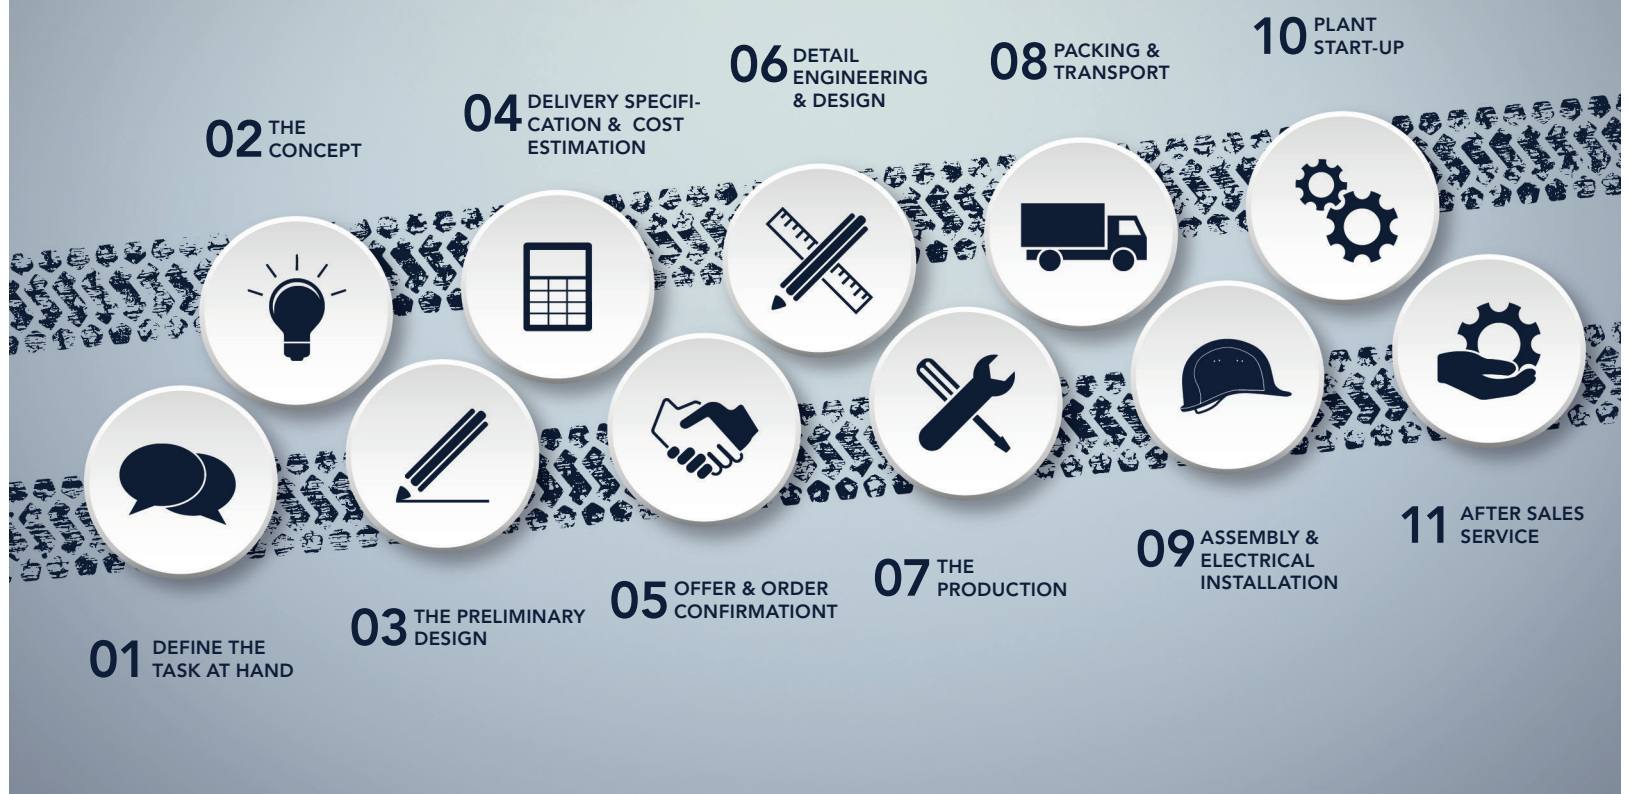 01 DEFINE THE
TASK AT HAND
02 THE
CONCEPT
03 THE PRELIMINARY
DESIGN
04 DELIVERY SPECIFI-
CATION & COST
ESTIMATION
05 OFFER & ORDER
CONFIRMATIONT
06 DETAIL
ENGINEERING
& DESIGN
07 THE
PRODUCTION
08 PACKING &
TRANSPORT
09 ASSEMBLY &
ELECTRICAL
INSTALLATION
10 PLANT
START-UP
11 AFTER SALES
SERVICE